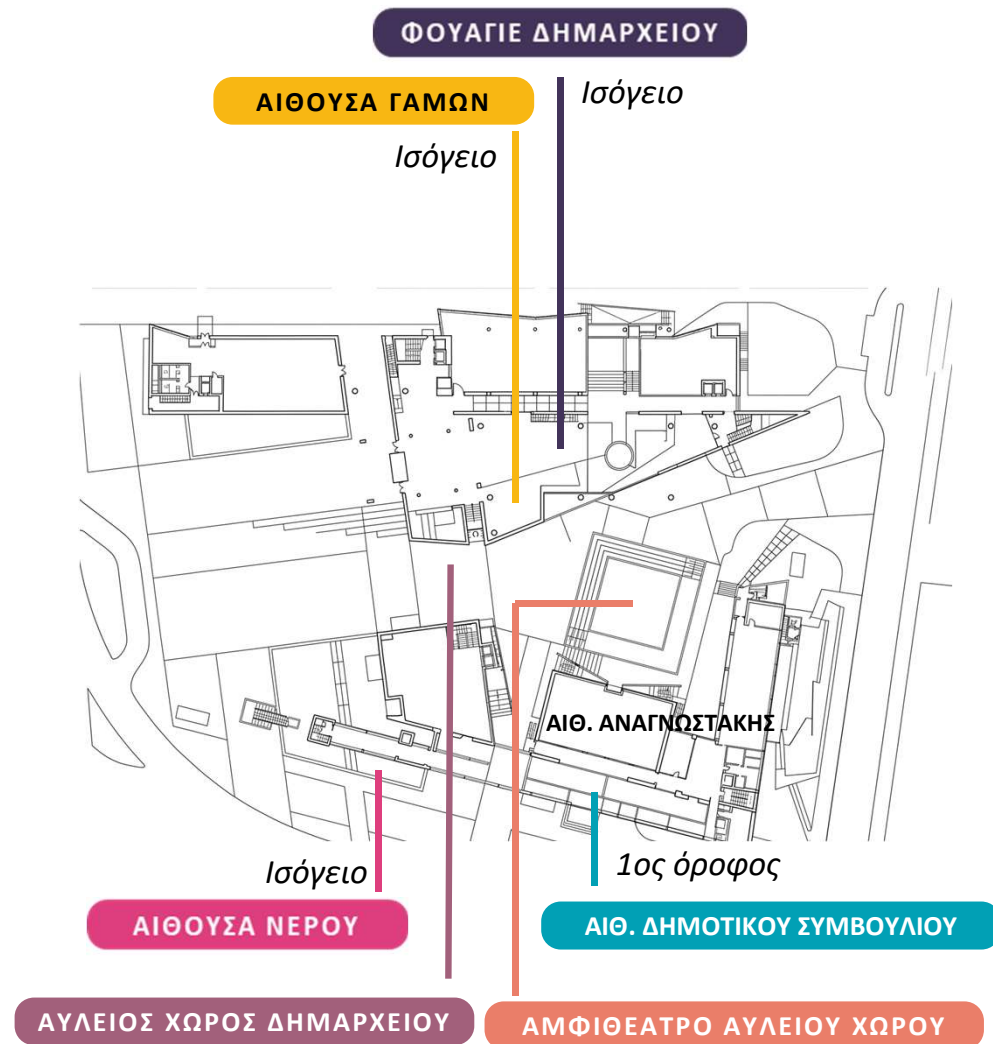 ΦΟΥΑΓΙΕ ΔΗΜΑΡΧΕΙΟΥ
Ισόγειο
ΑΙΘΟΥΣΑ ΓΑΜΩΝ
Ισόγειο
ΑΙΘ. ΑΝΑΓΝΩΣΤΑΚΗΣ
Ισόγειο
1ος όροφος
ΑΙΘΟΥΣΑ ΝΕΡΟΥ
ΑΙΘ. ΔΗΜΟΤΙΚΟΥ ΣΥΜΒΟΥΛΙΟΥ
ΑΥΛΕΙΟΣ ΧΩΡΟΣ ΔΗΜΑΡΧΕΙΟΥ
ΑΜΦΙΘΕΑΤΡΟ ΑΥΛΕΙΟΥ ΧΩΡΟΥ